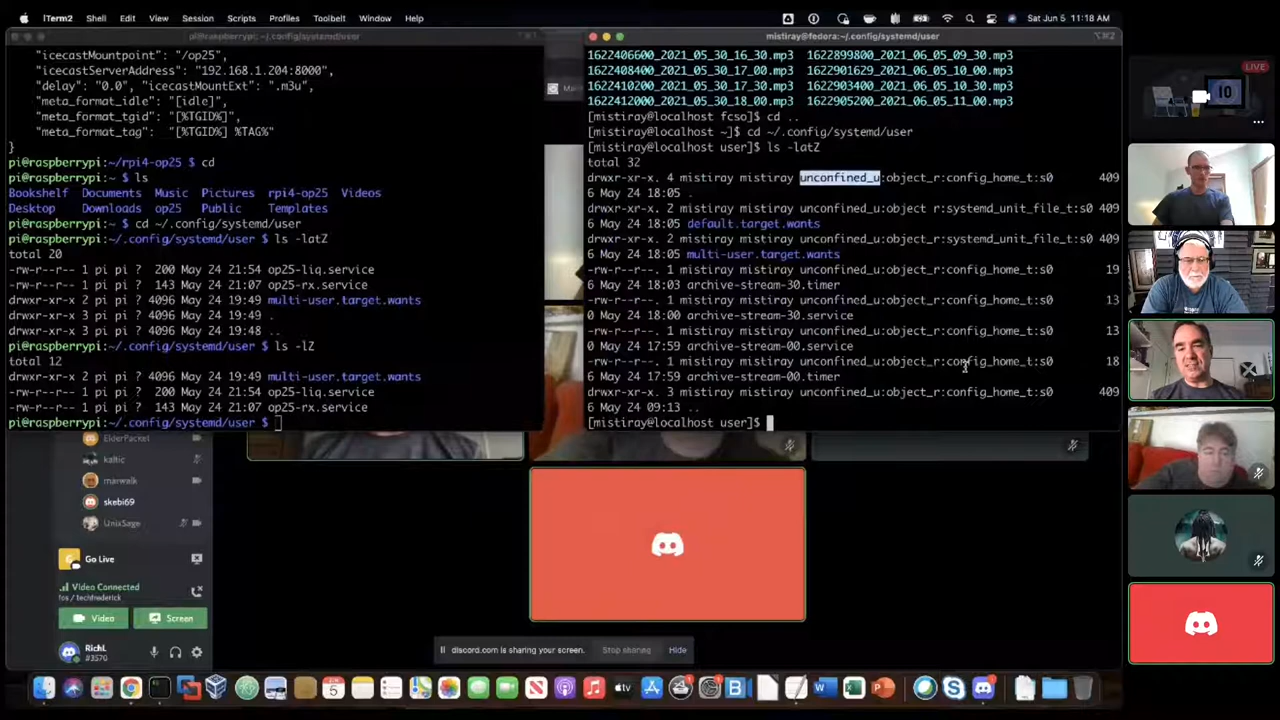 iTerm2 Shell Edit View Session Scripts Profiles Toolbelt Window Help
Sat Jun 5 11:18 AM
pi@raspberrypi: ~/.config/systemd/user
"icecastMountpoint": "/op25",
"icecastServerAddress": "192.168.1.204:8000",
"delay": "0.0", "icecastMountExt": ".m3u",
"meta_format_idle": "[idle]",
"meta_format_tgid": "[%TGID%]",
"meta_format_tag": "[%TGID%] %TAG%"
}
pi@raspberrypi:~/rpi4-op25 $ cd
pi@raspberrypi:~ $ ls
Bookshelf Documents Music Pictures rpi4-op25 Videos
Desktop Downloads op25 Public Templates
pi@raspberrypi:~ $ cd ~/.config/systemd/user
pi@raspberrypi:~/.config/systemd/user $ ls -latZ
total 20
-rw-r--r-- 1 pi pi ? 200 May 24 21:54 op25-liq.service
-rw-r--r-- 1 pi pi ? 143 May 24 21:07 op25-rx.service
drwxr-xr-x 2 pi pi ? 4096 May 24 19:49 multi-user.target.wants
drwxr-xr-x 3 pi pi ? 4096 May 24 19:49 .
drwxr-xr-x 3 pi pi ? 4096 May 24 19:48 ..
pi@raspberrypi:~/.config/systemd/user $ ls -lZ
total 12
drwxr-xr-x 2 pi pi ? 4096 May 24 19:49 multi-user.target.wants
-rw-r--r-- 1 pi pi ? 200 May 24 21:54 op25-liq.service
-rw-r--r-- 1 pi pi ? 143 May 24 21:07 op25-rx.service
pi@raspberrypi:~/.config/systemd/user $
mistiray@fedora:~/.config/systemd/user
⌥⌘2
1622406600_2021_05_30_16_30.mp3 1622899800_2021_06_05_09_30.mp3
1622408400_2021_05_30_17_00.mp3 1622901629_2021_06_05_10_00.mp3
1622410200_2021_05_30_17_30.mp3 1622903400_2021_06_05_10_30.mp3
1622412000_2021_05_30_18_00.mp3 1622905200_2021_06_05_11_00.mp3
[mistiray@localhost fcso]$ cd ..
[mistiray@localhost ~]$ cd ~/.config/systemd/user
[mistiray@localhost user]$ ls -latZ
total 32
drwxr-xr-x. 4 mistiray mistiray unconfined_u:object_r:config_home_t:s0 409
6 May 24 18:05 .
drwxr-xr-x. 2 mistiray mistiray unconfined_u:object_r:systemd_unit_file_t:s0 409
6 May 24 18:05 default.target.wants
drwxr-xr-x. 2 mistiray mistiray unconfined_u:object_r:systemd_unit_file_t:s0 409
6 May 24 18:05 multi-user.target.wants
-rw-r--r--. 1 mistiray mistiray unconfined_u:object_r:config_home_t:s0 19
6 May 24 18:03 archive-stream-30.timer
-rw-r--r--. 1 mistiray mistiray unconfined_u:object_r:config_home_t:s0 13
0 May 24 18:00 archive-stream-30.service
-rw-r--r--. 1 mistiray mistiray unconfined_u:object_r:config_home_t:s0 13
0 May 24 17:59 archive-stream-00.service
-rw-r--r--. 1 mistiray mistiray unconfined_u:object_r:config_home_t:s0 18
6 May 24 17:59 archive-stream-00.timer
drwxr-xr-x. 3 mistiray mistiray unconfined_u:object_r:config_home_t:s0 409
6 May 24 09:13 ..
[mistiray@localhost user]$
LIVE
10
ElderPacket
kaltic
marwalk
skebi69
UnixSage
Go Live
Video Connected
fos / techfrederick
Video Screen
RichL
#3570
discord.com is sharing your screen. Stop sharing Hide
JUN
5
tv